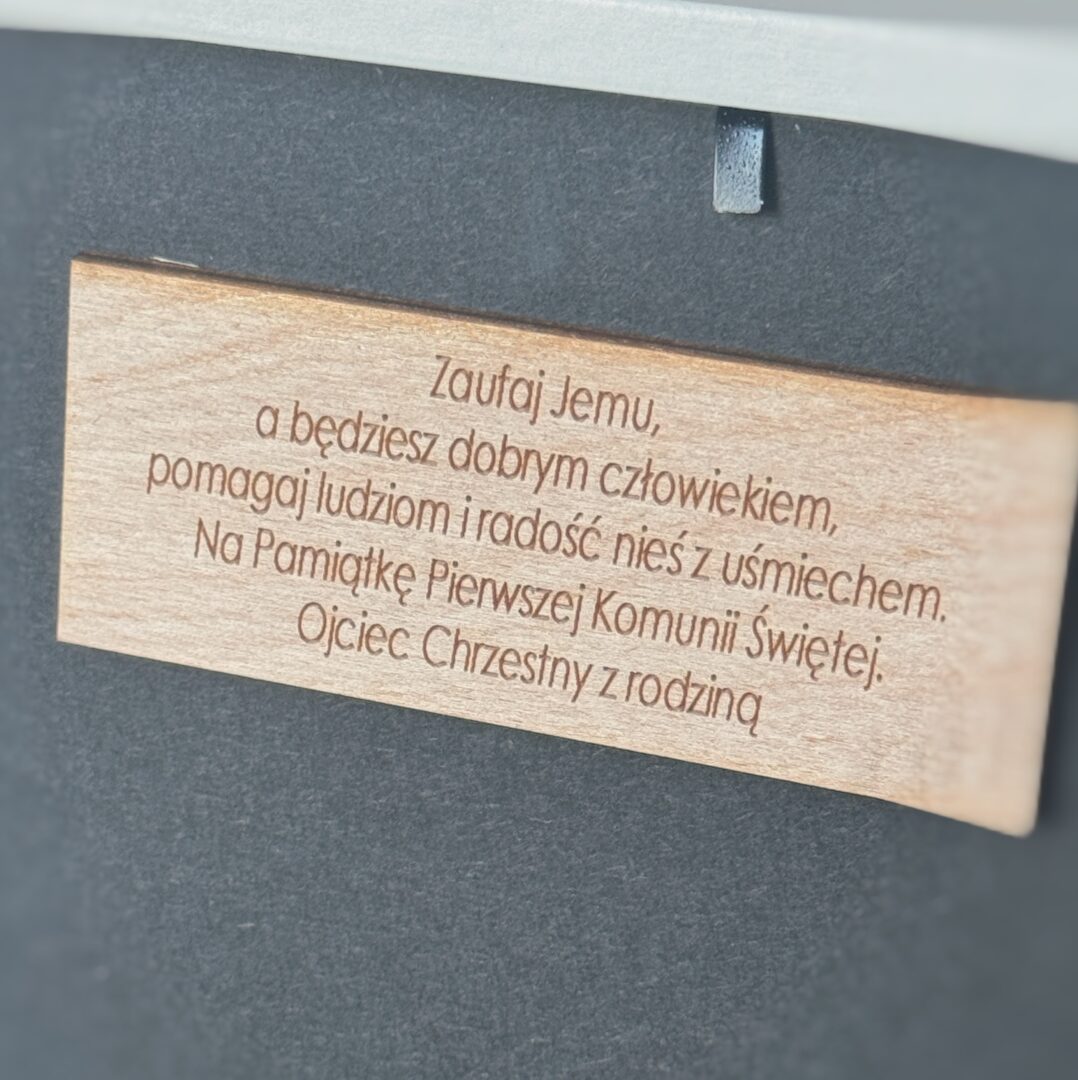 Zaufaj Jemu,
a będziesz dobrym człowiekiem,
pomagaj ludziom i radość nieś z uśmiechem.
Na Pamiątkę Pierwszej Komunii Świętej.
Ojciec Chrzestny z rodziną